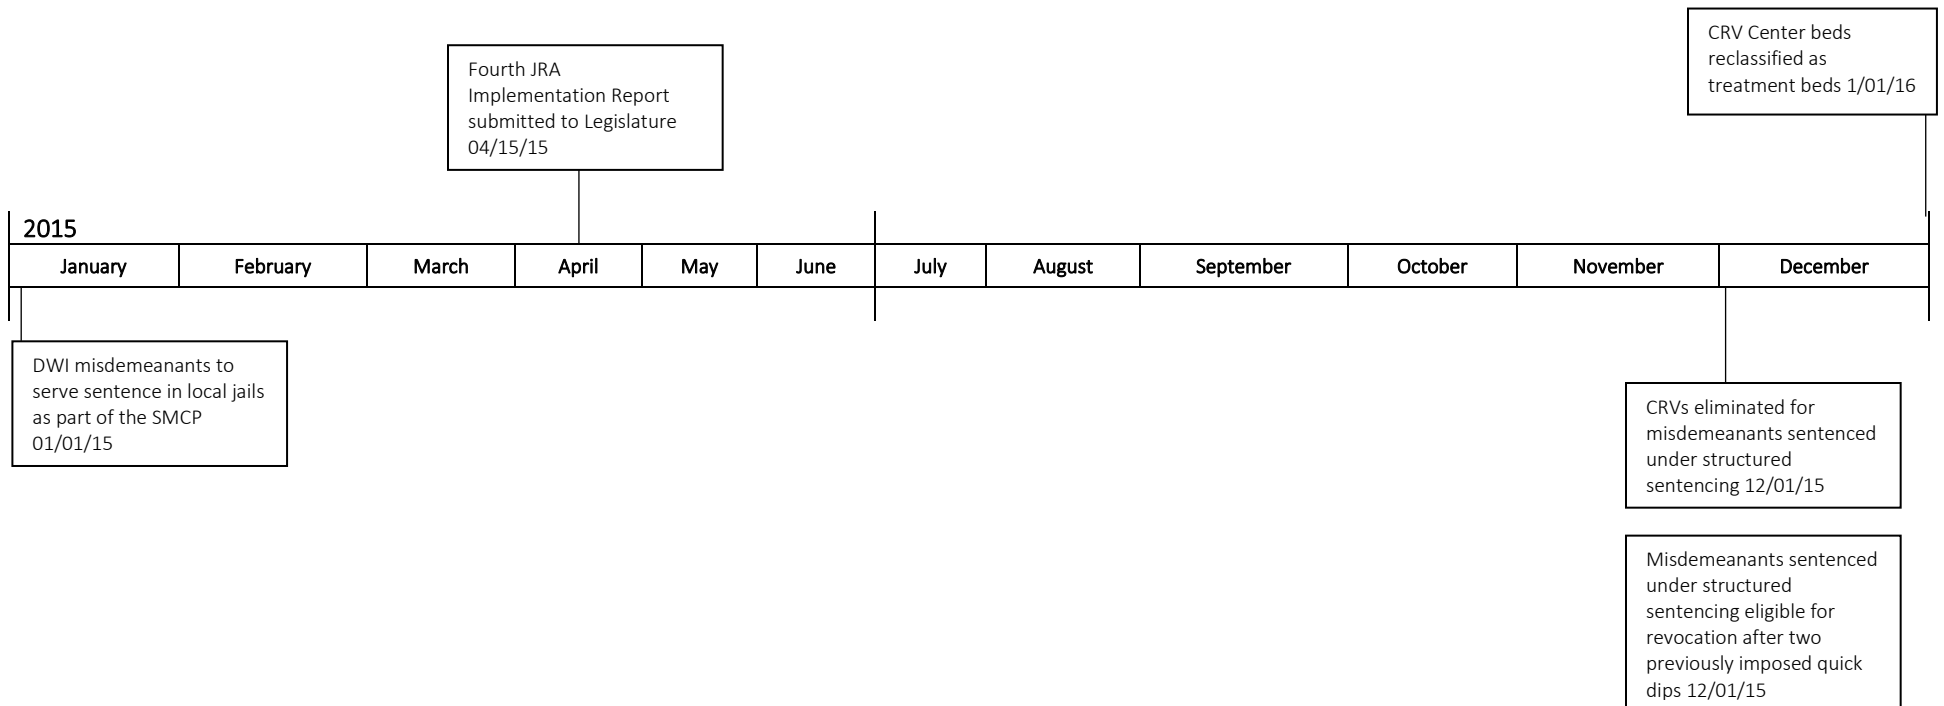 CRV Center beds
reclassified as
treatment beds 1/01/16
Fourth JRA
Implementation Report
submitted to Legislature
04/15/15
2015
January February March April May June July August September October November December
DWI misdemeanants to
serve sentence in local jails
as part of the SMCP
01/01/15
CRVs eliminated for
misdemeanants sentenced
under structured
sentencing 12/01/15
Misdemeanants sentenced
under structured
sentencing eligible for
revocation after two
previously imposed quick
dips 12/01/15